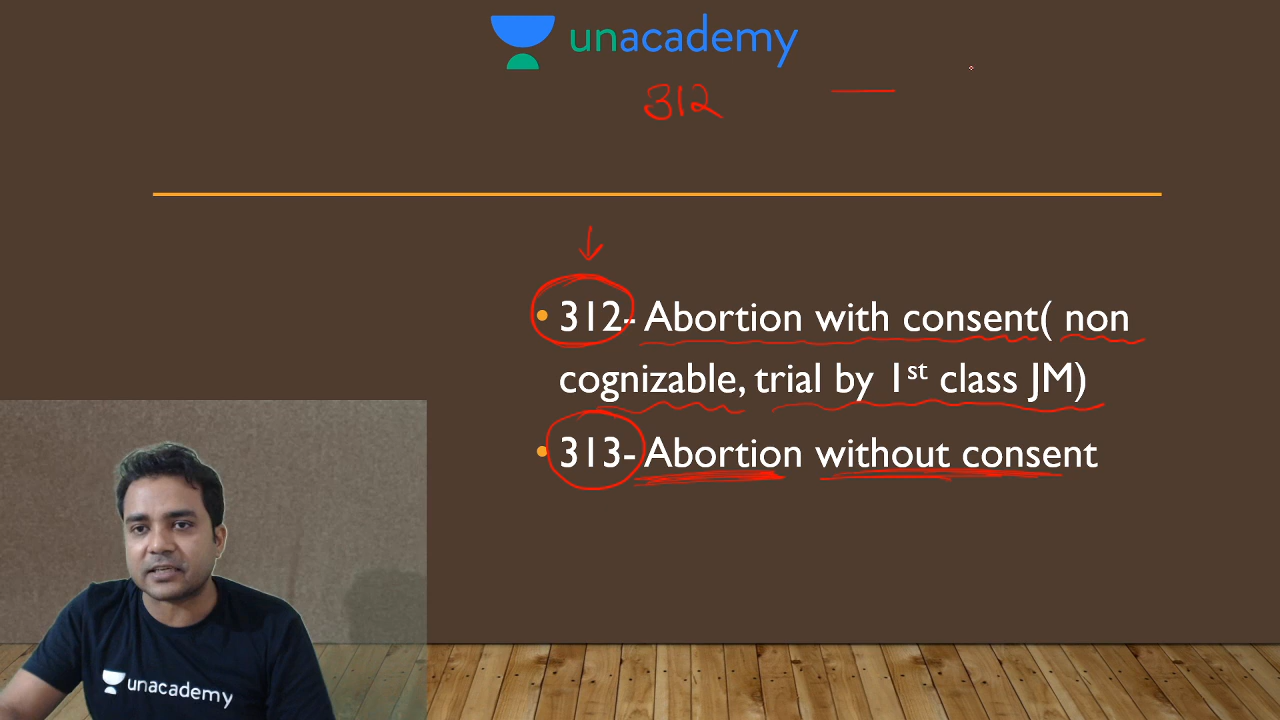 unacademy
312
• 312- Abortion with consent( non
cognizable, trial by 1st class JM)
• 313- Abortion without consent
unacademy